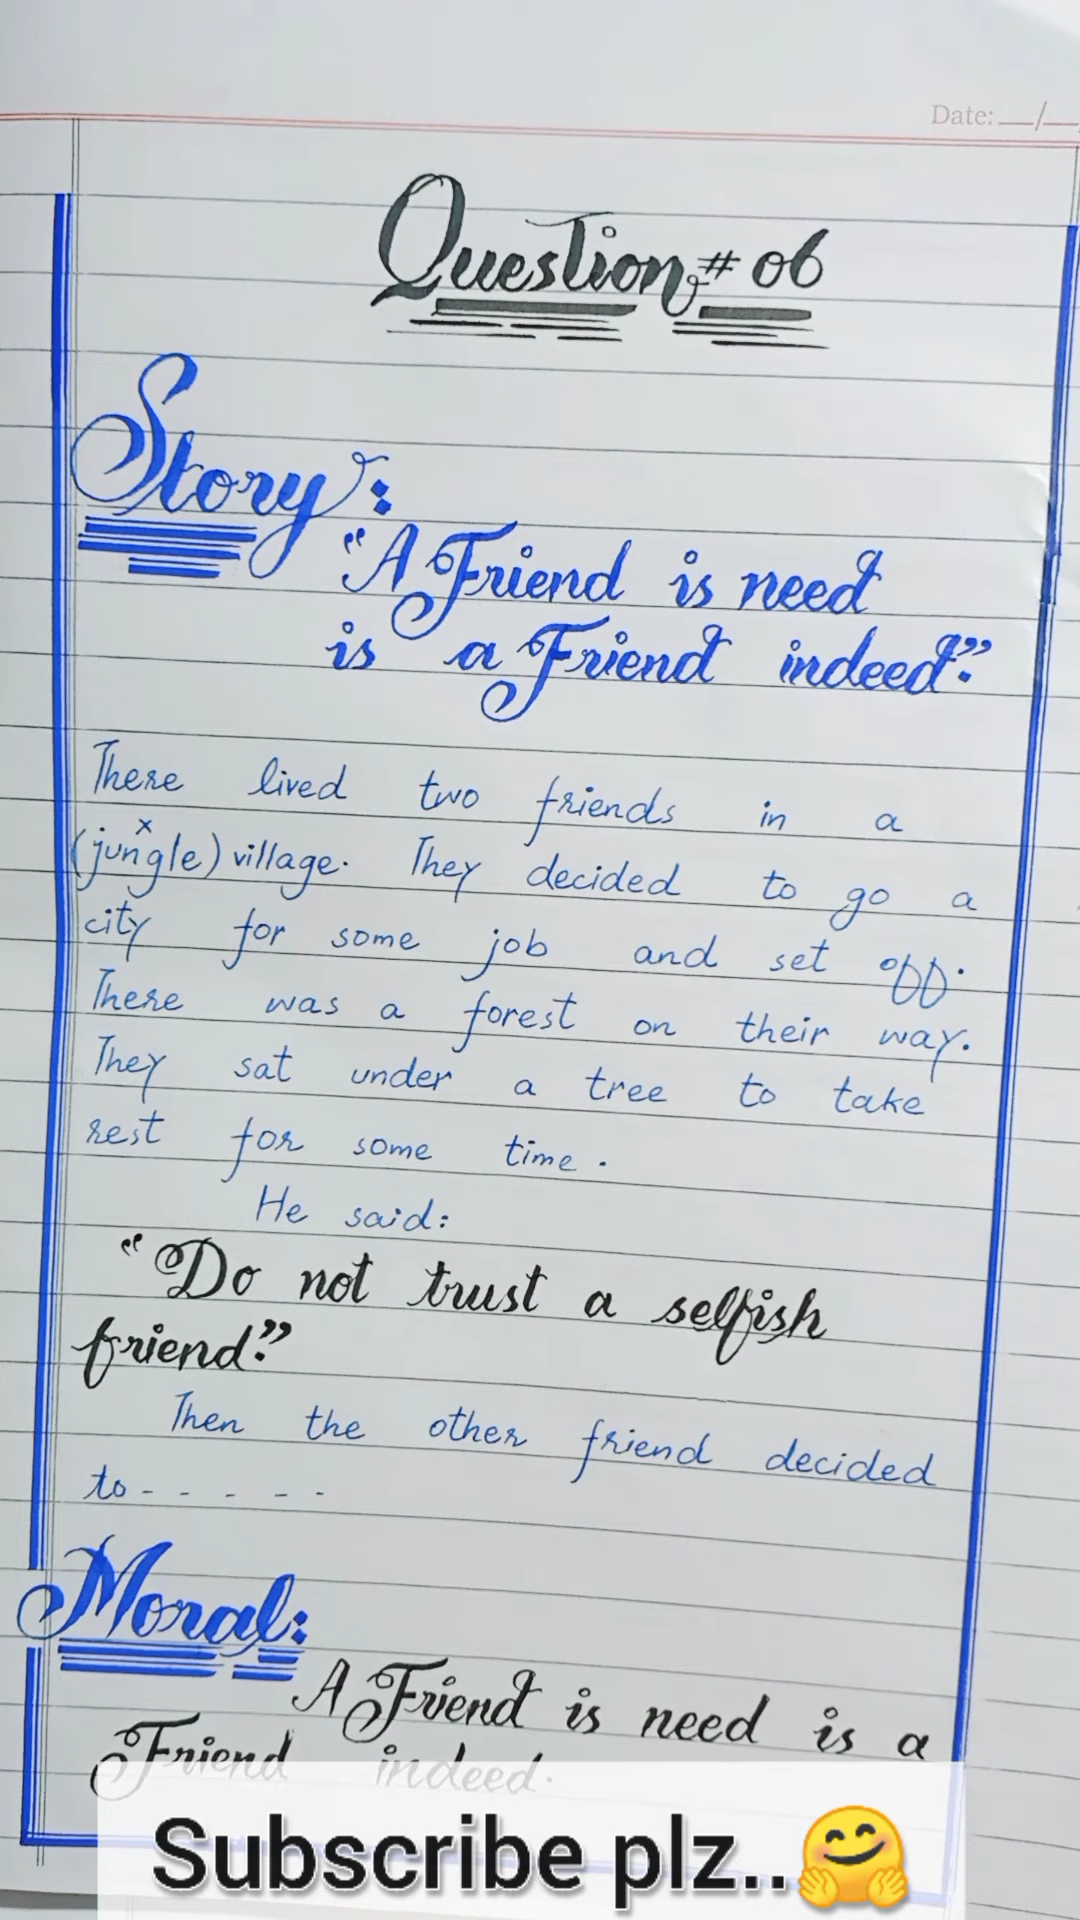 Date: __/__
Question # 06
Story:
"A Friend is need
is a Friend indeed".
There lived two friends in a
x
(jungle) village. They decided to go a
city for some job and set off.
There was a forest on their way.
They sat under a tree to take
rest for some time.
He said:
"Do not trust a selfish
friend."
Then the other friend decided
to - - - - -
Moral:
A Friend is need is a
Friend indeed.
Subscribe plz..🤗